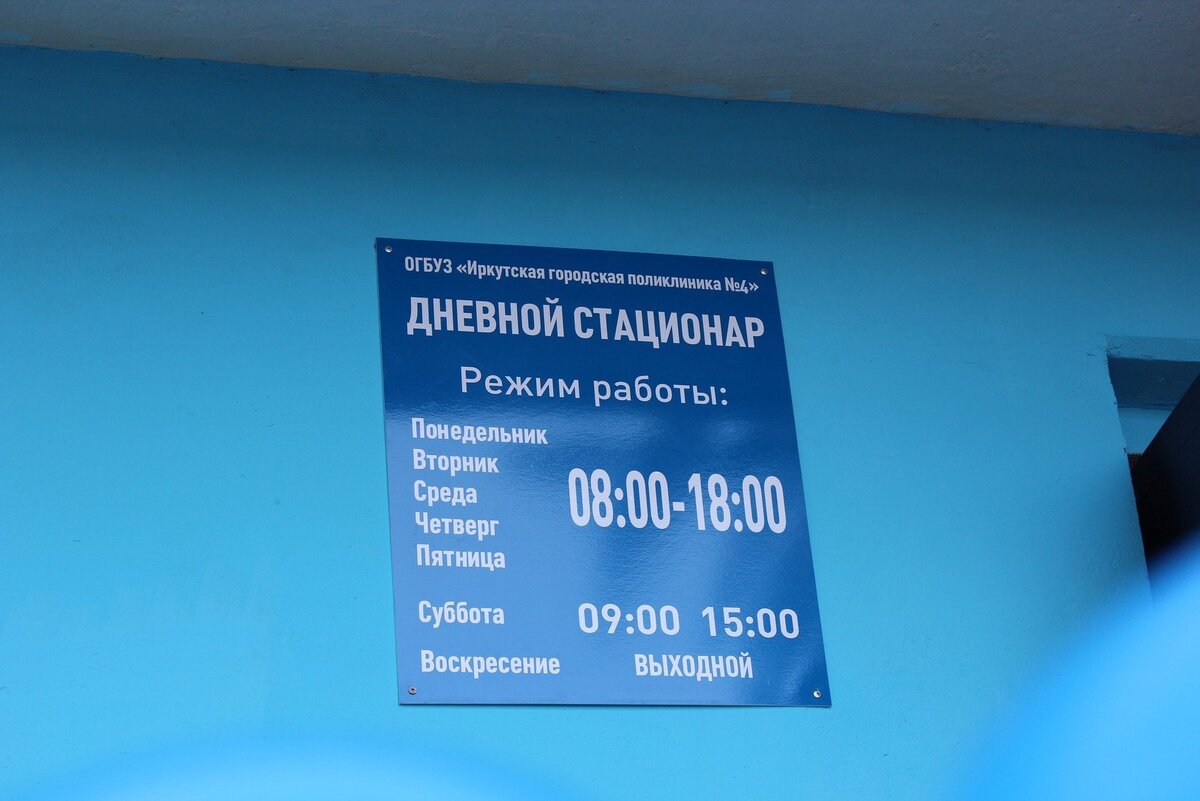 ОГБУЗ «Иркутская городская поликлиника №4»
ДНЕВНОЙ СТАЦИОНАР
Режим работы:
Понедельник
Вторник
Среда
Четверг
Пятница
08:00-18:00
Суббота 09:00 15:00
Воскресение ВЫХОДНОЙ